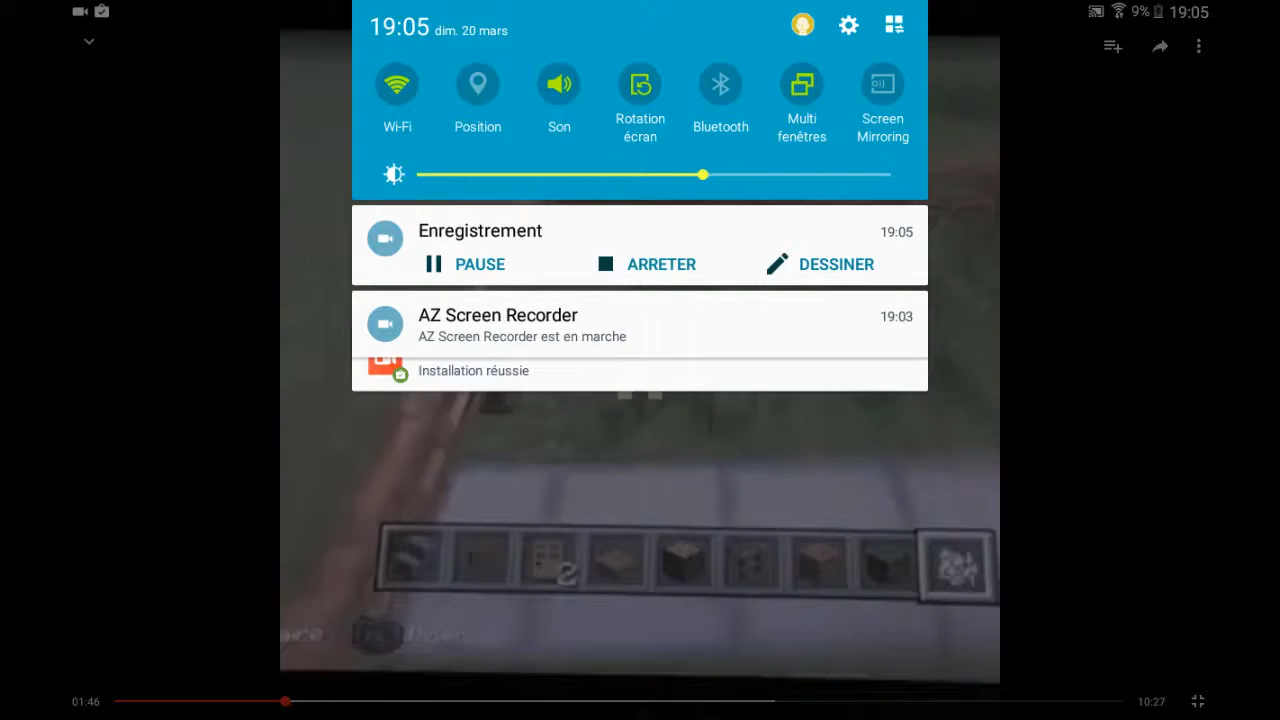 9% 19:05
19:05 dim. 20 mars
Wi-Fi
Position
Son
Rotation
écran
Bluetooth
Multi
fenêtres
Screen
Mirroring
Enregistrement 19:05
PAUSE ARRETER DESSINER
AZ Screen Recorder 19:03
AZ Screen Recorder est en marche
Installation réussie
2
01:46 10:27